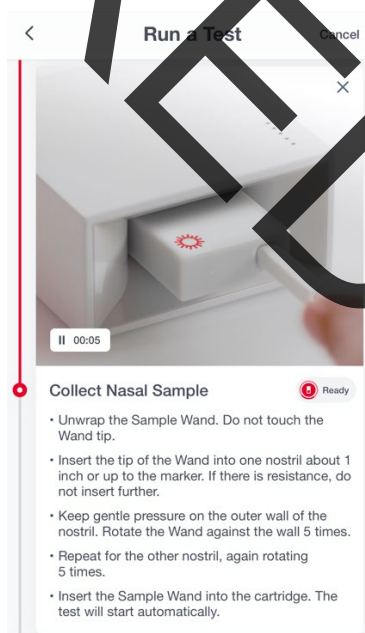 Run a Test
Cancel
00:05
Collect Nasal Sample
Ready
• Unwrap the Sample Wand. Do not touch the
Wand tip.
• Insert the tip of the Wand into one nostril about 1
inch or up to the marker. If there is resistance, do
not insert further.
• Keep gentle pressure on the outer wall of the
nostril. Rotate the Wand against the wall 5 times.
• Repeat for the other nostril, again rotating
5 times.
• Insert the Sample Wand into the cartridge. The
test will start automatically.